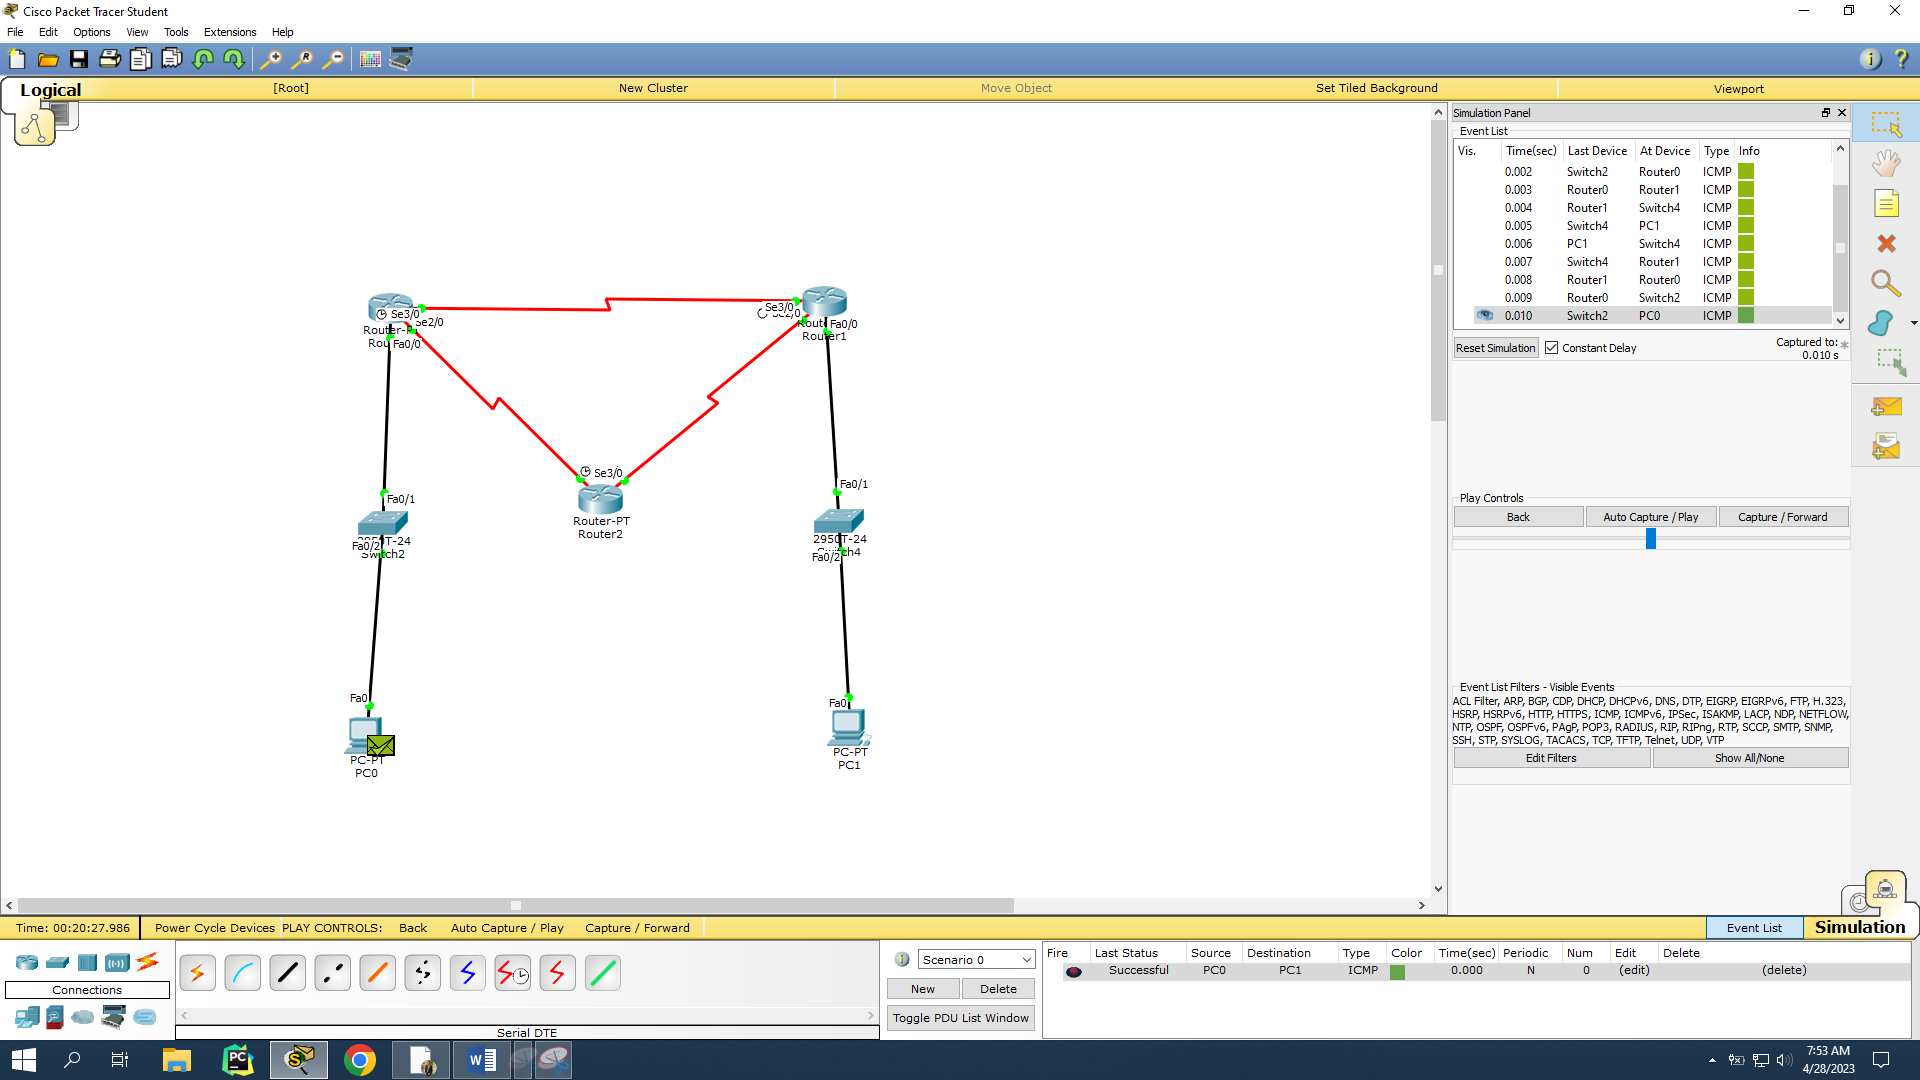 Cisco Packet Tracer Student
File Edit Options View Tools Extensions Help
Logical [Root] New Cluster Move Object Set Tiled Background Viewport
Simulation Panel
Event List
Vis. Time(sec) Last Device At Device Type Info
0.002 Switch2 Router0 ICMP
0.003 Router0 Router1 ICMP
0.004 Router1 Switch4 ICMP
0.005 Switch4 PC1 ICMP
0.006 PC1 Switch4 ICMP
0.007 Switch4 Router1 ICMP
0.008 Router1 Router0 ICMP
0.009 Router0 Switch2 ICMP
0.010 Switch2 PC0 ICMP
Reset Simulation Constant Delay Captured to:
0.010 s
Se3/0
Se2/0
Fa0/0
Se3/0
Fa0/0
Router1
Se3/0
Router-PT
Router2
Fa0/1
Fa0/2
Switch2
Fa0/1
2950T-24
Fa0/2
Fa0
PC-PT
PC0
Fa0
PC-PT
PC1
Play Controls
Back Auto Capture / Play Capture / Forward
Event List Filters - Visible Events
ACL Filter, ARP, BGP, CDP, DHCP, DHCPv6, DNS, DTP, EIGRP, EIGRPv6, FTP, H.323,
HSRP, HSRPv6, HTTP, HTTPS, ICMP, ICMPv6, IPSec, ISAKMP, LACP, NDP, NETFLOW,
NTP, OSPF, OSPFv6, PAgP, POP3, RADIUS, RIP, RIPng, RTP, SCCP, SMTP, SNMP,
SSH, STP, SYSLOG, TACACS, TCP, TFTP, Telnet, UDP, VTP
Edit Filters Show All/None
Time: 00:20:27.986 Power Cycle Devices PLAY CONTROLS: Back Auto Capture / Play Capture / Forward Event List Simulation
Connections
Serial DTE
Scenario 0
New Delete
Toggle PDU List Window
Fire Last Status Source Destination Type Color Time(sec) Periodic Num Edit Delete
Successful PC0 PC1 ICMP 0.000 N 0 (edit) (delete)
7:53 AM
4/28/2023